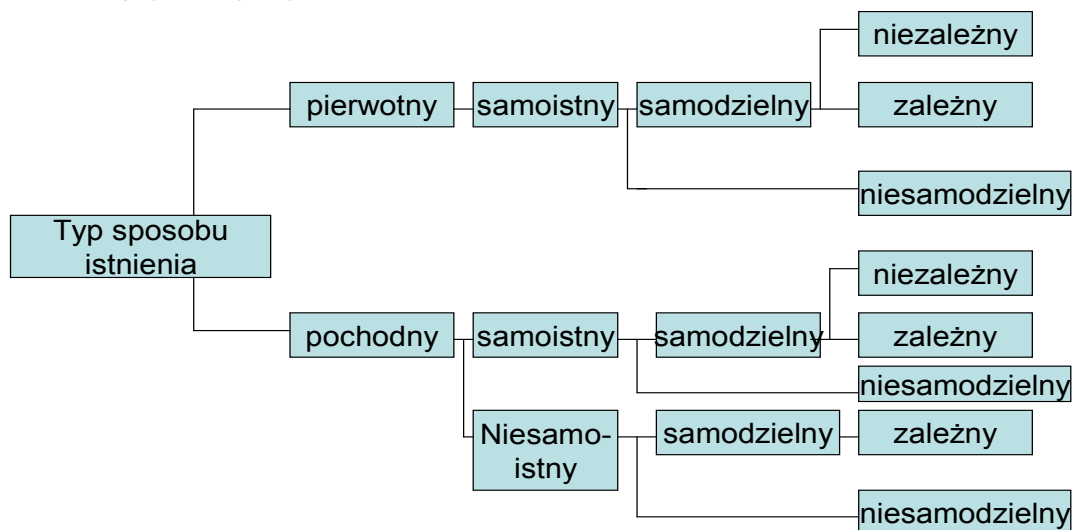 niezależny
pierwotny
samoistny
samodzielny
zależny
niesamodzielny
Typ sposobu
istnienia
niezależny
pochodny
samoistny
samodzielny
zależny
niesamodzielny
Niesamo-
istny
samodzielny
zależny
niesamodzielny